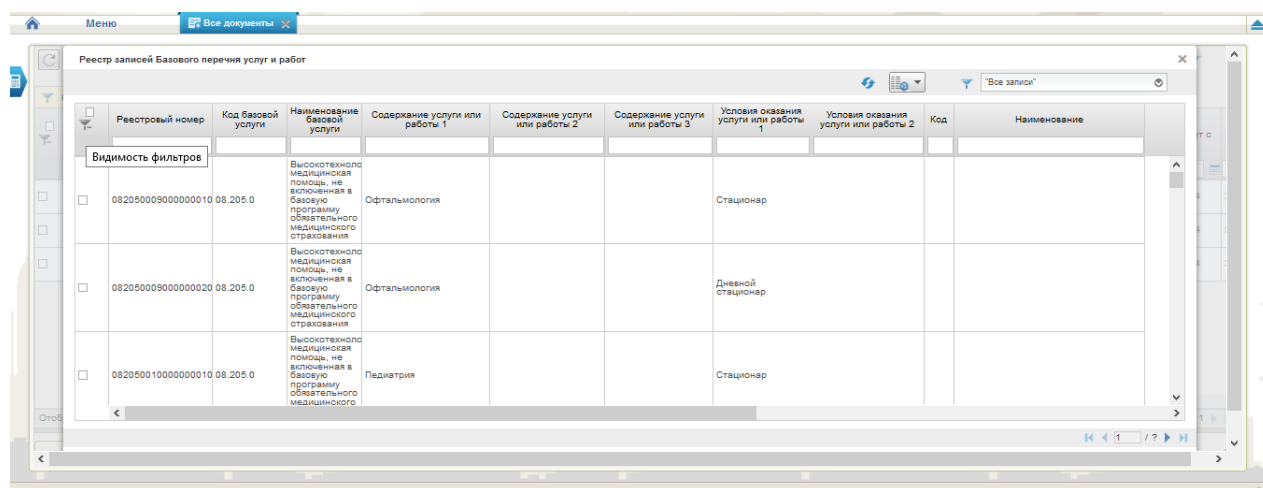 Меню
Все документы
Реестр записей Базового перечня услуг и работ
"Все записи"
Реестровый номер
Код базовой
услуги
Наименование
базовой
услуги
Содержание услуги или
работы 1
Содержание услуги
или работы 2
Содержание услуги
или работы 3
Условия оказания
услуги или работы
1
Условия оказания
услуги или работы 2
Код
Наименование
Видимость фильтров
082050009000000010
08.205.0
Высокотехноло
медицинская
помощь, не
включенная в
базовую
программу
обязательного
медицинского
страхования
Офтальмология
Стационар
082050009000000020
08.205.0
Высокотехноло
медицинская
помощь, не
включенная в
базовую
программу
обязательного
медицинского
страхования
Офтальмология
Дневной
стационар
082050010000000010
08.205.0
Высокотехноло
медицинская
помощь, не
включенная в
базовую
программу
обязательного
медицинского
Педиатрия
Стационар
Отоб
1 / ?